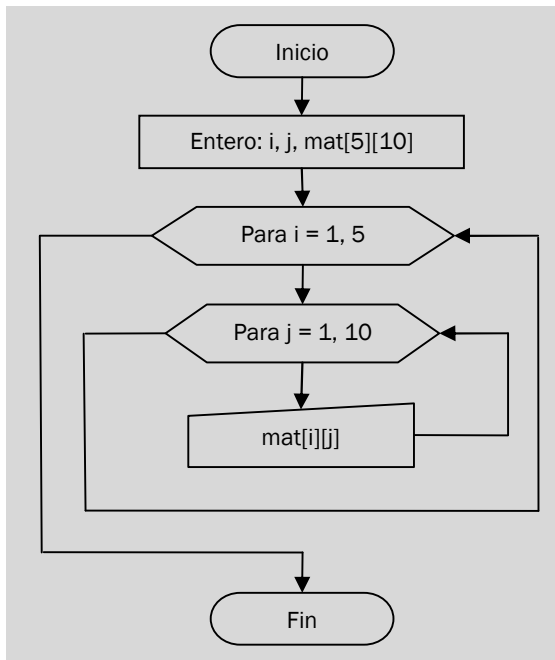 Inicio
Entero: i, j, mat[5][10]
Para i = 1, 5
Para j = 1, 10
mat[i][j]
Fin